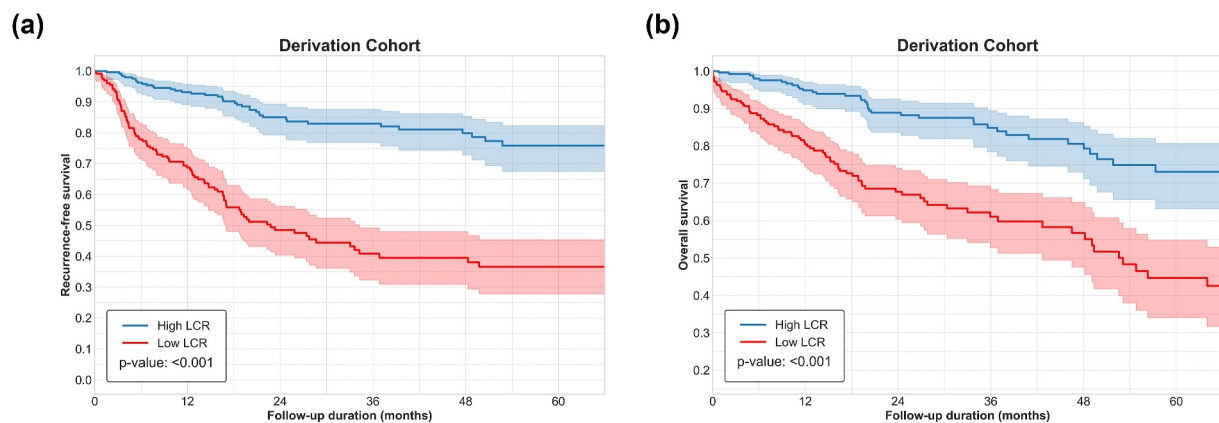 (a)
Derivation Cohort
Recurrence-free survival
1.0
0.9
0.8
0.7
0.6
0.5
0.4
0.3
0.2
0.1
0.0
High LCR
Low LCR
p-value: <0.001
0 12 24 36 48 60
Follow-up duration (months)
(b)
Derivation Cohort
Overall survival
1.0
0.9
0.8
0.7
0.6
0.5
0.4
0.3
0.2
High LCR
Low LCR
p-value: <0.001
0 12 24 36 48 60
Follow-up duration (months)